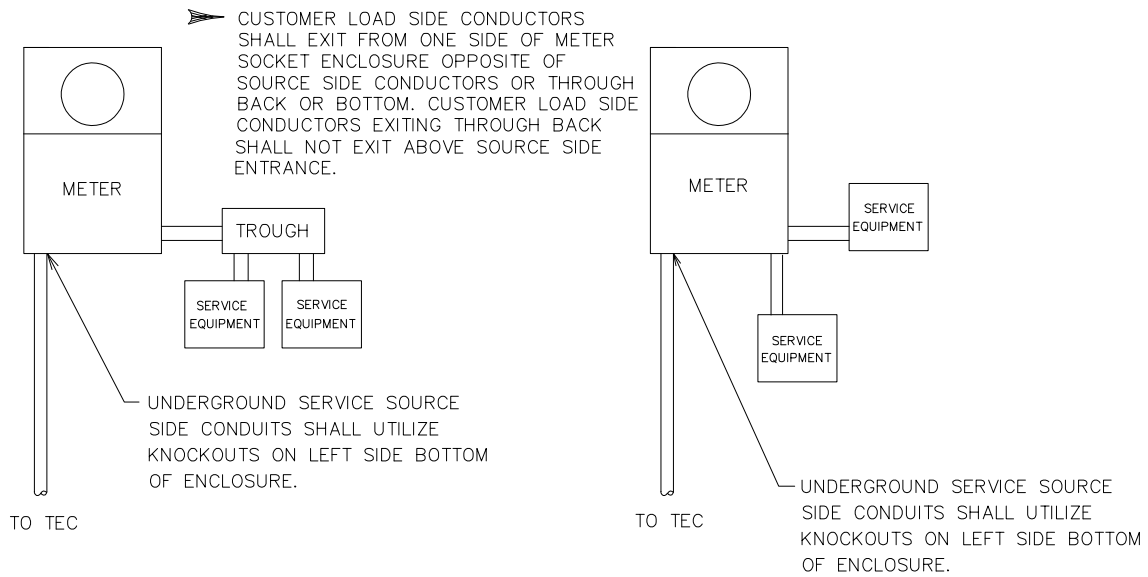 CUSTOMER LOAD SIDE CONDUCTORS
SHALL EXIT FROM ONE SIDE OF METER
SOCKET ENCLOSURE OPPOSITE OF
SOURCE SIDE CONDUCTORS OR THROUGH
BACK OR BOTTOM. CUSTOMER LOAD SIDE
CONDUCTORS EXITING THROUGH BACK
SHALL NOT EXIT ABOVE SOURCE SIDE
ENTRANCE.
METER
TROUGH
SERVICE
EQUIPMENT
SERVICE
EQUIPMENT
UNDERGROUND SERVICE SOURCE
SIDE CONDUITS SHALL UTILIZE
KNOCKOUTS ON LEFT SIDE BOTTOM
OF ENCLOSURE.
TO TEC
METER
SERVICE
EQUIPMENT
SERVICE
EQUIPMENT
UNDERGROUND SERVICE SOURCE
SIDE CONDUITS SHALL UTILIZE
KNOCKOUTS ON LEFT SIDE BOTTOM
OF ENCLOSURE.
TO TEC